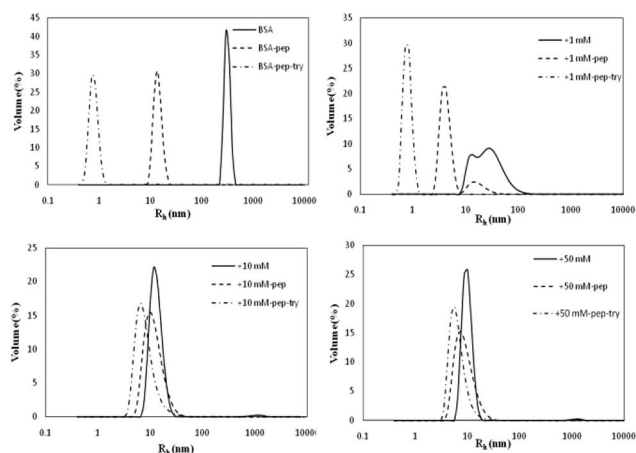 45
40
35
30
25
20
15
10
5
0
Volume(%)
0.1 1 10 100 1000 10000
R_h (nm)
BSA
BSA-pep
BSA-pep-try
35
30
25
20
15
10
5
0
Volume(%)
0.1 1 10 100 1000 10000
R_h (nm)
+1 mM
+1 mM-pep
+1 mM-pep-try
25
20
15
10
5
0
Volume(%)
0.1 1 10 100 1000 10000
R_h (nm)
+10 mM
+10 mM-pep
+10 mM-pep-try
30
25
20
15
10
5
0
Volume(%)
0.1 1 10 100 1000 10000
R_h (nm)
+50 mM
+50 mM-pep
+50 mM-pep-try